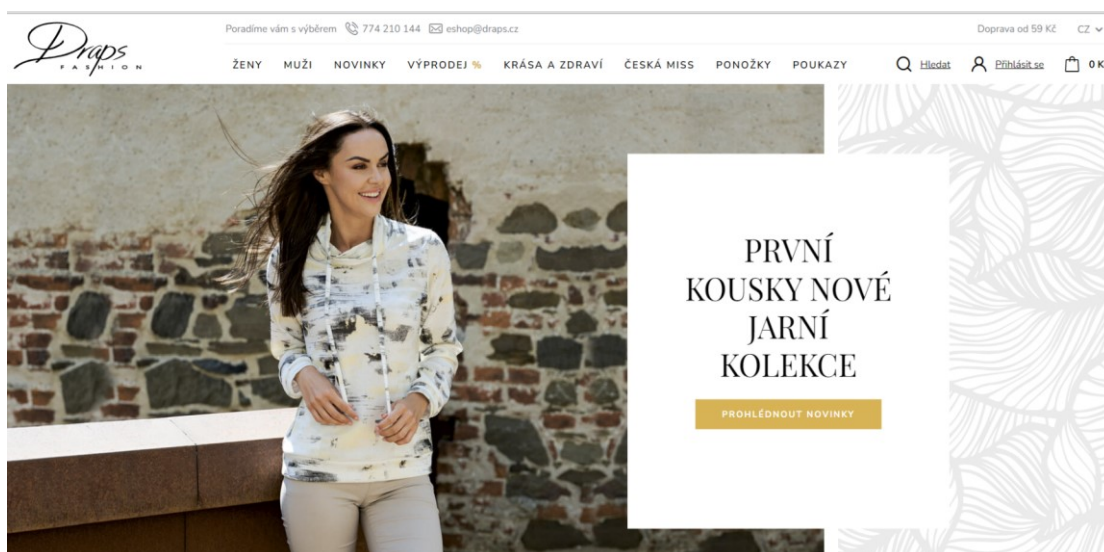 Draps
FASHION
Poradíme vám s výběrem 774 210 144 eshop@draps.cz
Doprava od 59 Kč CZ
ŽENY MUŽI NOVINKY VÝPRODEJ % KRÁSA A ZDRAVÍ ČESKÁ MISS PONOŽKY POUKAZY Hledat Přihlásit se 0 K
PRVNÍ
KOUSKY NOVÉ
JARNÍ
KOLEKCE
PROHLÉDNOUT NOVINKY